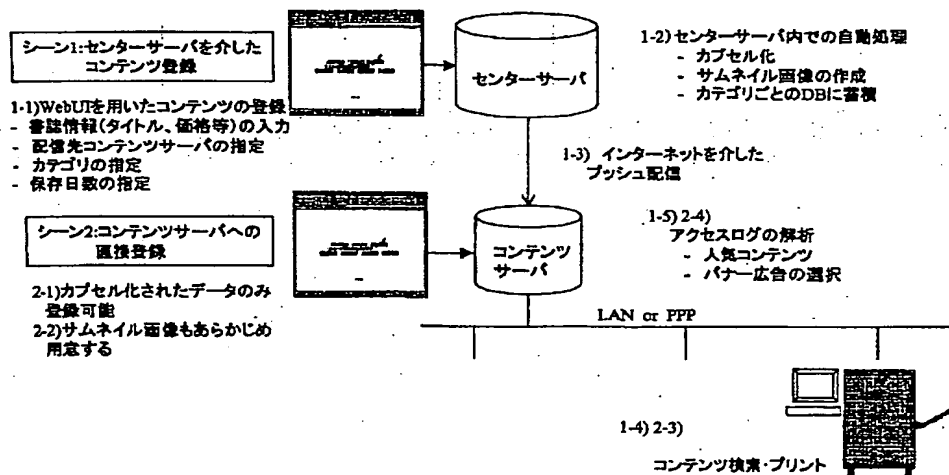 シーン1:センターサーバを介した
コンテンツ登録
1-1)WebUIを用いたコンテンツの登録
- 書誌情報(タイトル、価格等)の入力
- 配信先コンテンツサーバの指定
- カテゴリの指定
- 保存日数の指定
センターサーバ
1-2)センターサーバ内での自動処理
- カプセル化
- サムネイル画像の作成
- カテゴリごとのDBに蓄積
1-3) インターネットを介した
プッシュ配信
シーン2:コンテンツサーバへの
直接登録
2-1)カプセル化されたデータのみ
登録可能
2-2)サムネイル画像もあらかじめ
用意する
コンテンツ
サーバ
1-5) 2-4)
アクセスログの解析
- 人気コンテンツ
- バナー広告の選択
LAN or PPP
1-4) 2-3)
コンテンツ検索・プリント